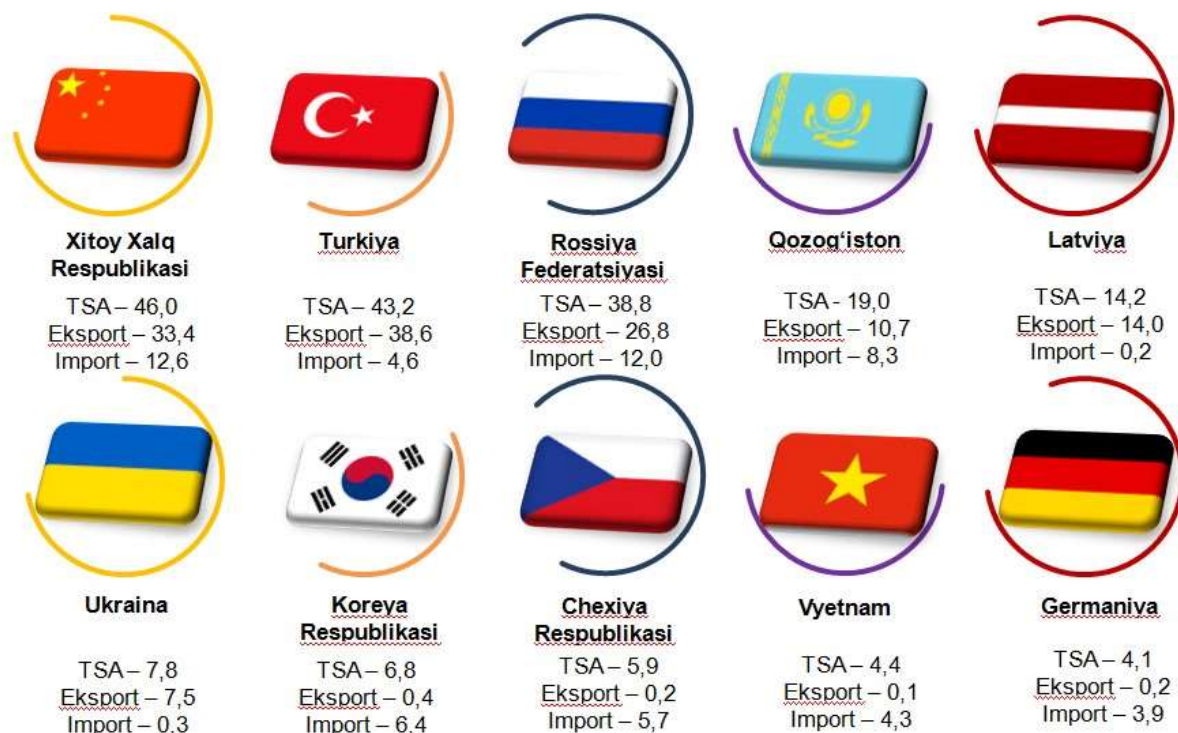 Xitoy Xalq
Respublikasi
TSA – 46,0
Eksport – 33,4
Import – 12,6
Turkiya
TSA – 43,2
Eksport – 38,6
Import – 4,6
Rossiya
Federatsiyasi
TSA – 38,8
Eksport – 26,8
Import – 12,0
Qozog‘iston
TSA - 19,0
Eksport – 10,7
Import – 8,3
Latviya
TSA – 14,2
Eksport – 14,0
Import – 0,2
Ukraina
TSA – 7,8
Eksport – 7,5
Import – 0,3
Koreya
Respublikasi
TSA – 6,8
Eksport – 0,4
Import – 6,4
Chexiya
Respublikasi
TSA – 5,9
Eksport – 0,2
Import – 5,7
Vyetnam
TSA – 4,4
Eksport – 0,1
Import – 4,3
Germaniya
TSA – 4,1
Eksport – 0,2
Import – 3,9